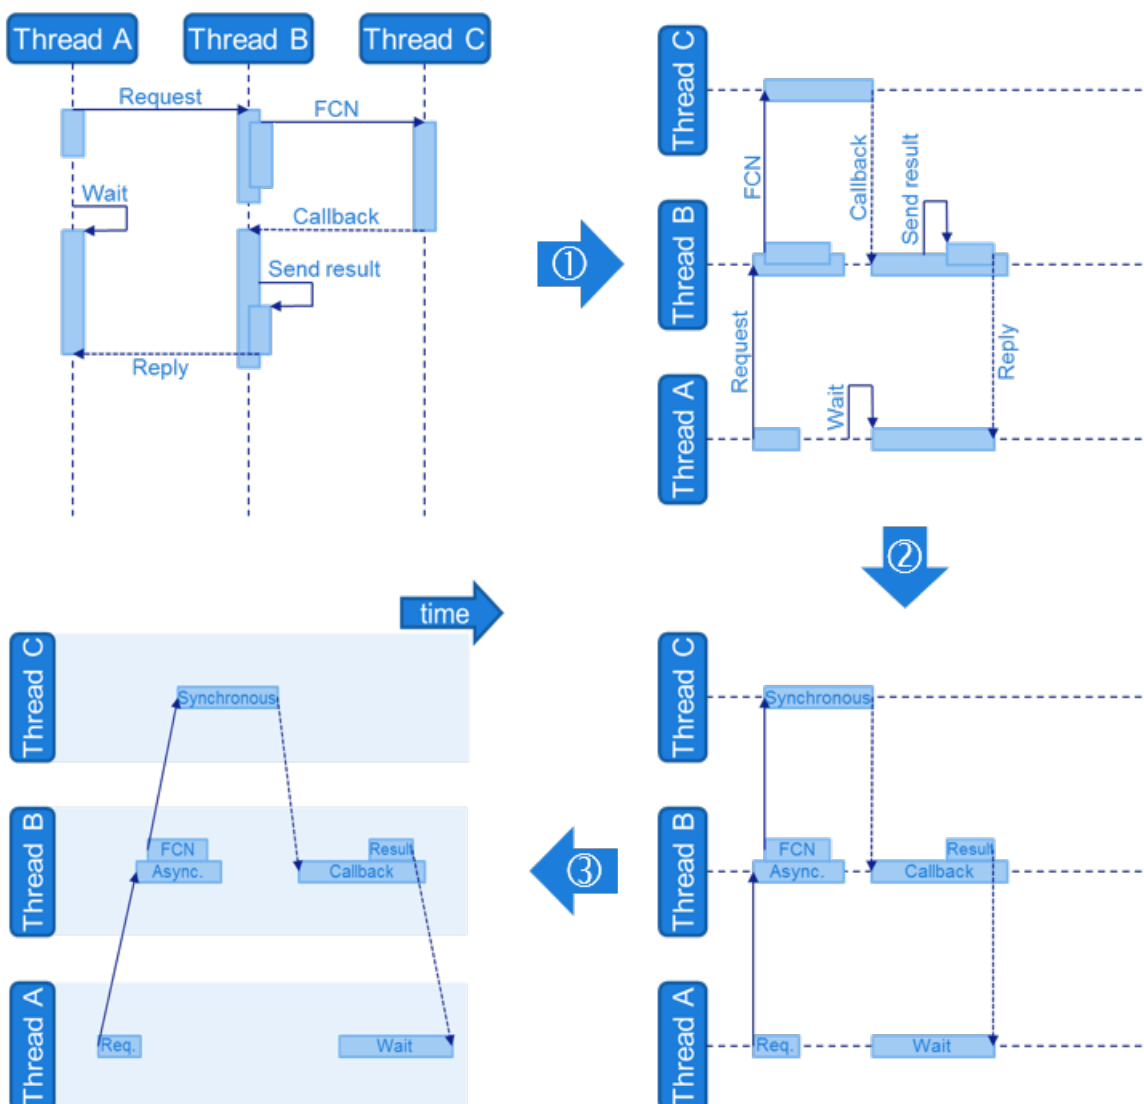 Thread A
Thread B
Thread C
Request
FCN
Wait
Callback
Send result
Reply
①
Thread C
FCN
Callback
Send result
Thread B
Request
Reply
Wait
Thread A
②
time
Thread C
Synchronous
Thread B
FCN
Async.
Result
Callback
Thread A
Req.
Wait
③
Thread C
Synchronous
Thread B
FCN
Async.
Result
Callback
Thread A
Req.
Wait